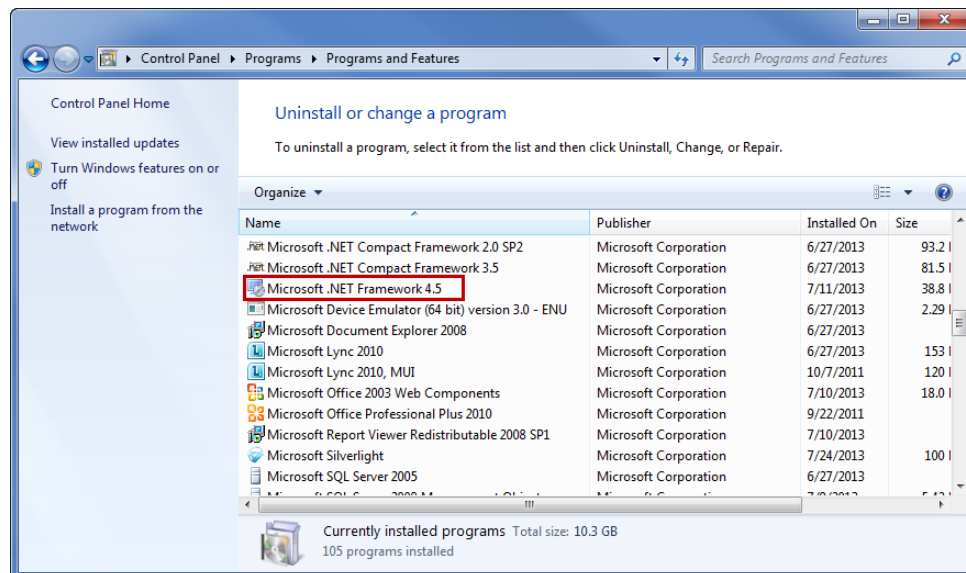 Control Panel Programs Programs and Features
Search Programs and Features
Control Panel Home
View installed updates
Turn Windows features on or
off
Install a program from the
network
Uninstall or change a program
To uninstall a program, select it from the list and then click Uninstall, Change, or Repair.
Organize
Name Publisher Installed On Size
.net Microsoft .NET Compact Framework 2.0 SP2 Microsoft Corporation 6/27/2013 93.2
.net Microsoft .NET Compact Framework 3.5 Microsoft Corporation 6/27/2013 81.5
Microsoft .NET Framework 4.5 Microsoft Corporation 7/11/2013 38.8
Microsoft Device Emulator (64 bit) version 3.0 - ENU Microsoft Corporation 6/27/2013 2.29
Microsoft Document Explorer 2008 Microsoft Corporation 6/27/2013
Microsoft Lync 2010 Microsoft Corporation 6/27/2013 153
Microsoft Lync 2010, MUI Microsoft Corporation 10/7/2011 120
Microsoft Office 2003 Web Components Microsoft Corporation 7/10/2013 18.0
Microsoft Office Professional Plus 2010 Microsoft Corporation 9/22/2011
Microsoft Report Viewer Redistributable 2008 SP1 Microsoft Corporation 7/10/2013
Microsoft Silverlight Microsoft Corporation 7/24/2013 100
Microsoft SQL Server 2005 Microsoft Corporation 6/27/2013
Currently installed programs Total size: 10.3 GB
105 programs installed